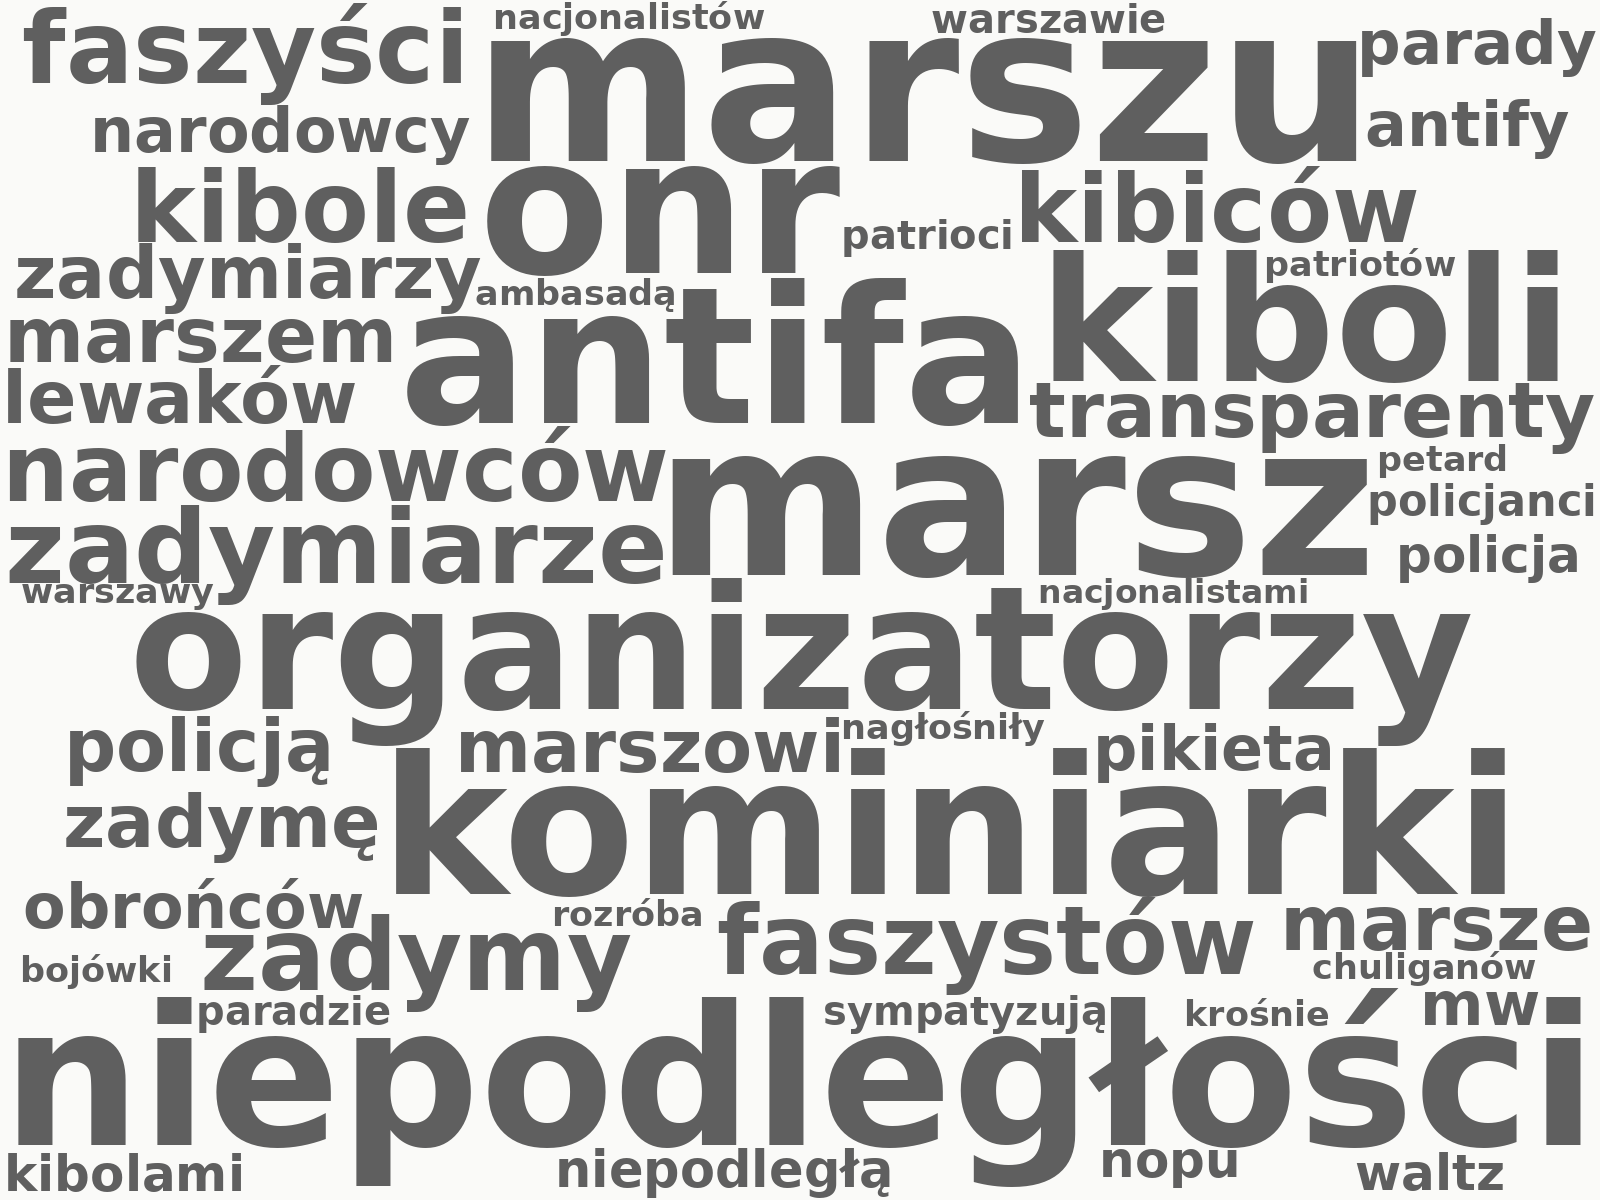 nacjonalistów warszawie
faszyści marszu parady
narodowcy antify
kibole onr patrioci kibiców
zadymiarzy ambasadą patriotów
marszem antifa kiboli
lewaków transparenty
narodowców marsz petard
policjanci
zadymiarze policja
warszawy nacjonalistami
organizatorzy
policją marszowi nagłośniły pikieta
zadymę kominiarki
obrońców rozróba faszystów marsze
bojówki zadymy chuliganów
paradzie sympatyzują krośnie mw
niepodległości
kibolami niepodległą nopu waltz